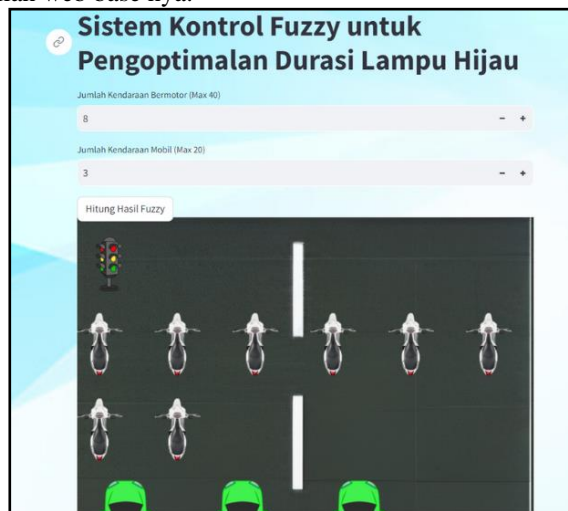 Sistem Kontrol Fuzzy untuk
Pengoptimalan Durasi Lampu Hijau
Jumlah Kendaraan Bermotor (Max 40)
8
- +
Jumlah Kendaraan Mobil (Max 20)
3
- +
Hitung Hasil Fuzzy